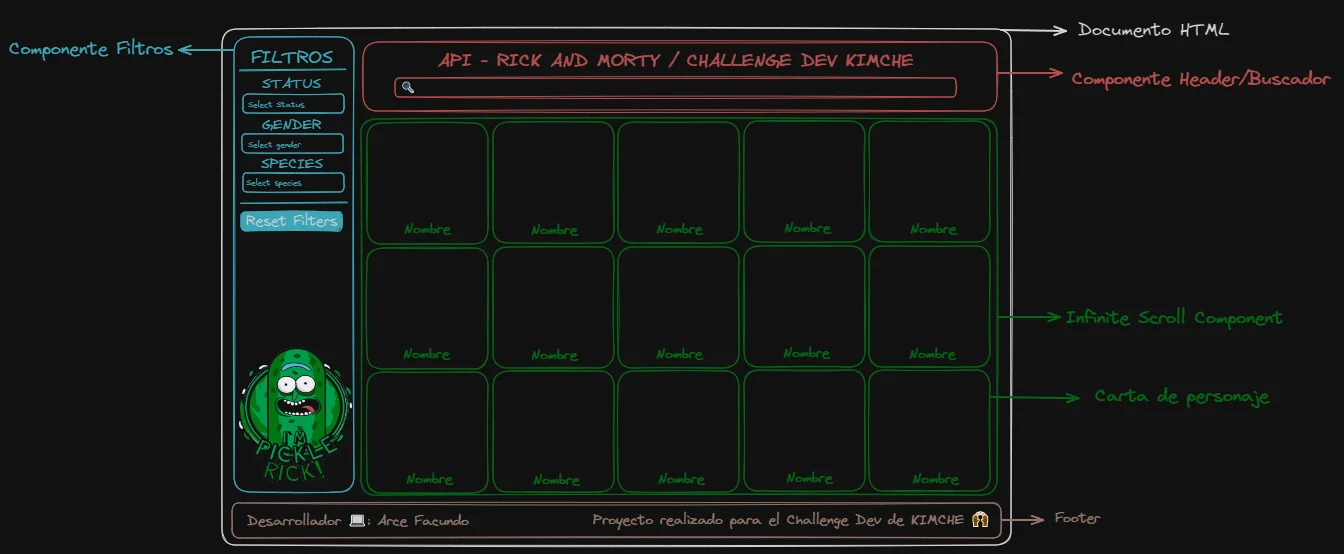 Componente Filtros
FILTROS
STATUS
Select Status
GENDER
Select gender
SPECIES
Select species
Reset Filters
I'M
PICKLE
RICK!
API - RICK AND MORTY / CHALLENGE DEV KIMCHE
Documento HTML
Componente Header/Buscador
Nombre Nombre Nombre Nombre Nombre
Nombre Nombre Nombre Nombre Nombre
Nombre Nombre Nombre Nombre Nombre
Infinite Scroll Component
Carta de personaje
Desarrollador 💻: Arce Facundo
Proyecto realizado para el Challenge Dev de KIMCHE
Footer